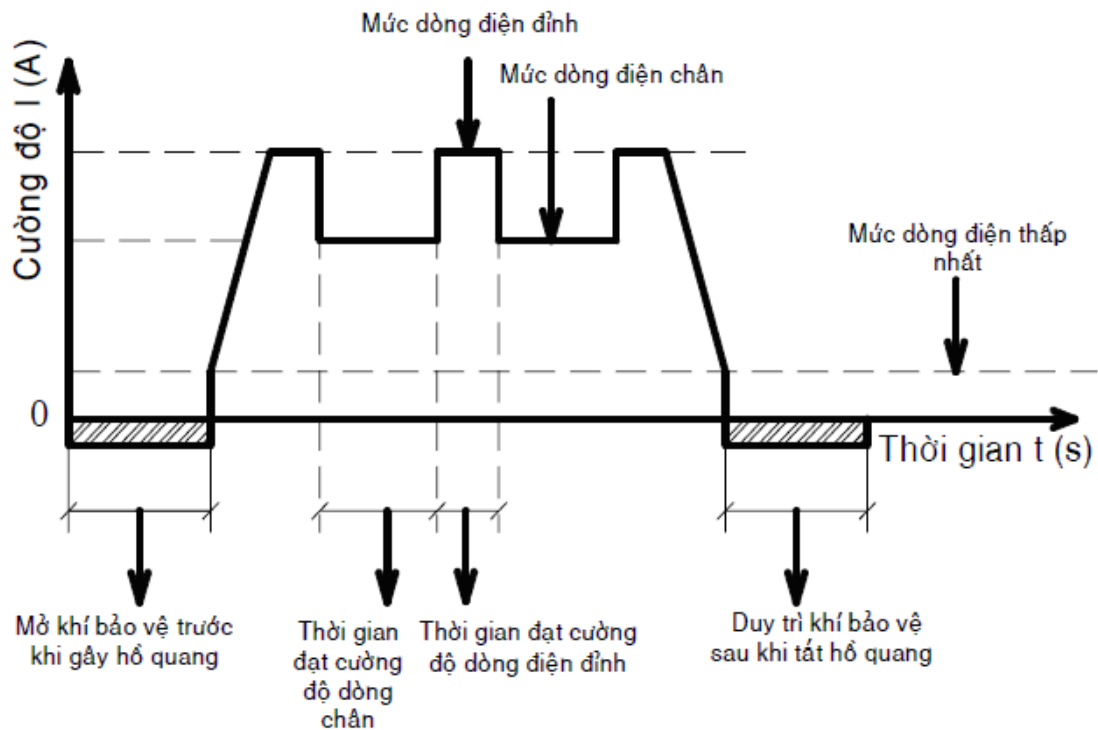 Mức dòng điện đỉnh
Mức dòng điện chân
Cường độ I (A)
Mức dòng điện thấp
nhất
0
Thời gian t (s)
Mở khí bảo vệ trước
khi gây hồ quang
Thời gian
đạt cường
độ dòng
chân
Thời gian đạt cường
độ dòng điện đỉnh
Duy trì khí bảo vệ
sau khi tắt hồ quang